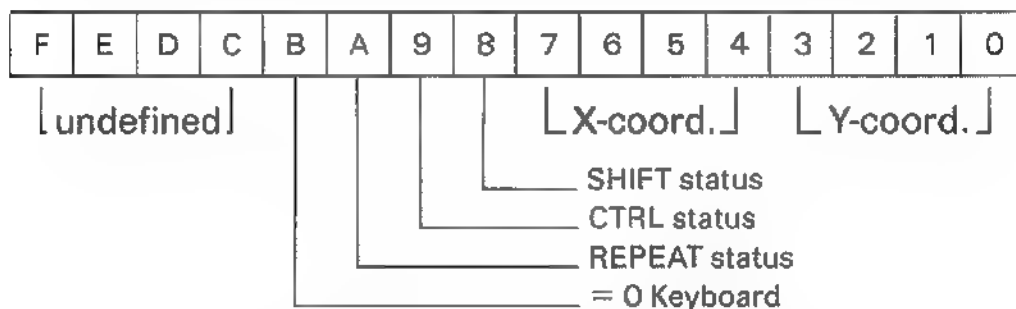 F E D C B A 9 8 7 6 5 4 3 2 1 0
undefined X-coord. Y-coord.
SHIFT status
CTRL status
REPEAT status
= 0 Keyboard